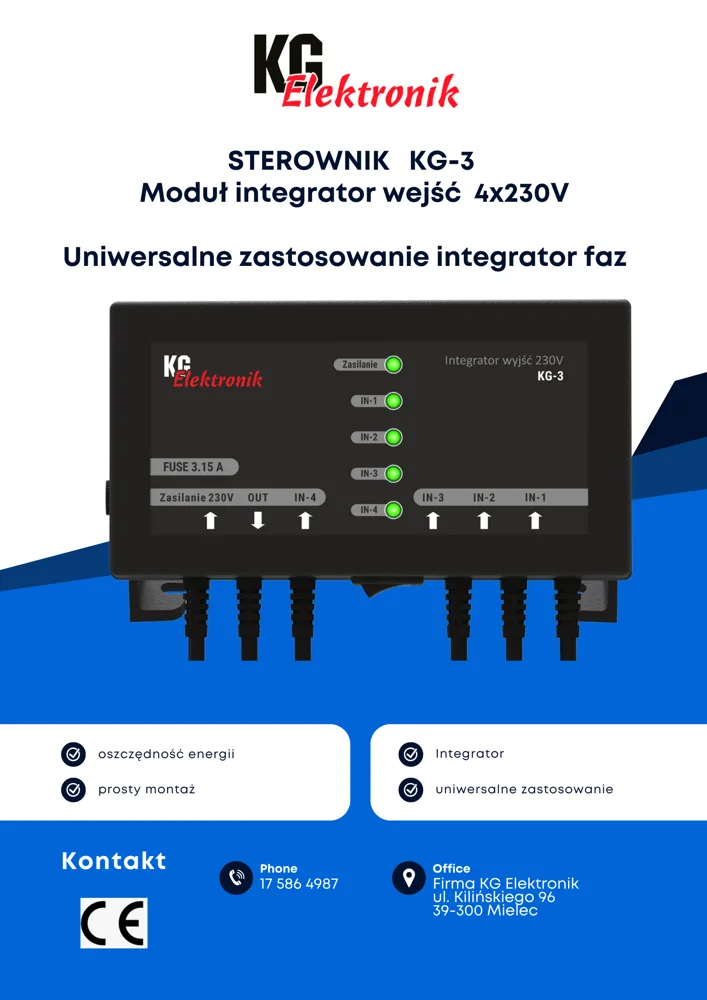 KG
Elektronik
STEROWNIK KG-3
Moduł integrator wejść 4x230V
Uniwersalne zastosowanie integrator faz
KG
Elektronik
Zasilanie
Integrator wyjść 230V
KG-3
IN-1
IN-2
IN-3
IN-4
FUSE 3.15 A
Zasilanie 230V OUT IN-4
IN-3 IN-2 IN-1
oszczędność energii
prosty montaż
Integrator
uniwersalne zastosowanie
Kontakt
CE
Phone
17 586 4987
Office
Firma KG Elektronik
ul. Kilińskiego 96
39-300 Mielec